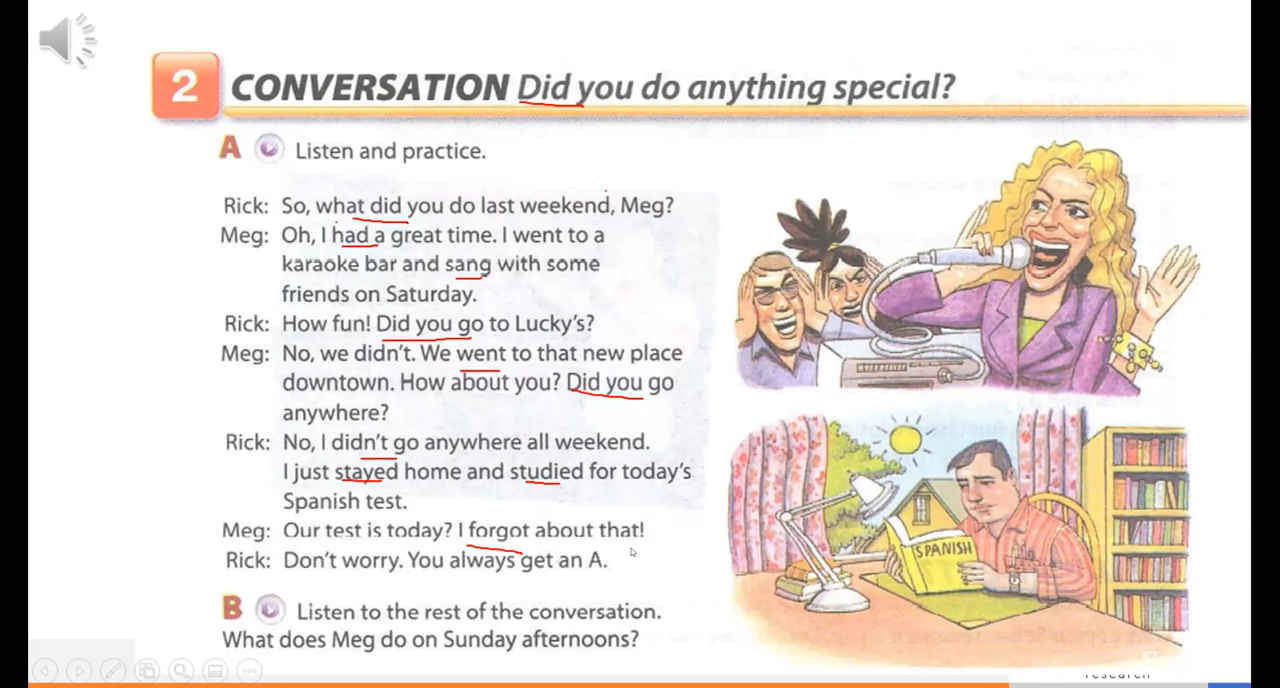 2 CONVERSATION Did you do anything special?
A Listen and practice.
Rick: So, what did you do last weekend, Meg?
Meg: Oh, I had a great time. I went to a
karaoke bar and sang with some
friends on Saturday.
Rick: How fun! Did you go to Lucky's?
Meg: No, we didn't. We went to that new place
downtown. How about you? Did you go
anywhere?
Rick: No, I didn't go anywhere all weekend.
I just stayed home and studied for today's
Spanish test.
Meg: Our test is today? I forgot about that!
Rick: Don't worry. You always get an A.
SPANISH
B Listen to the rest of the conversation.
What does Meg do on Sunday afternoons?
research